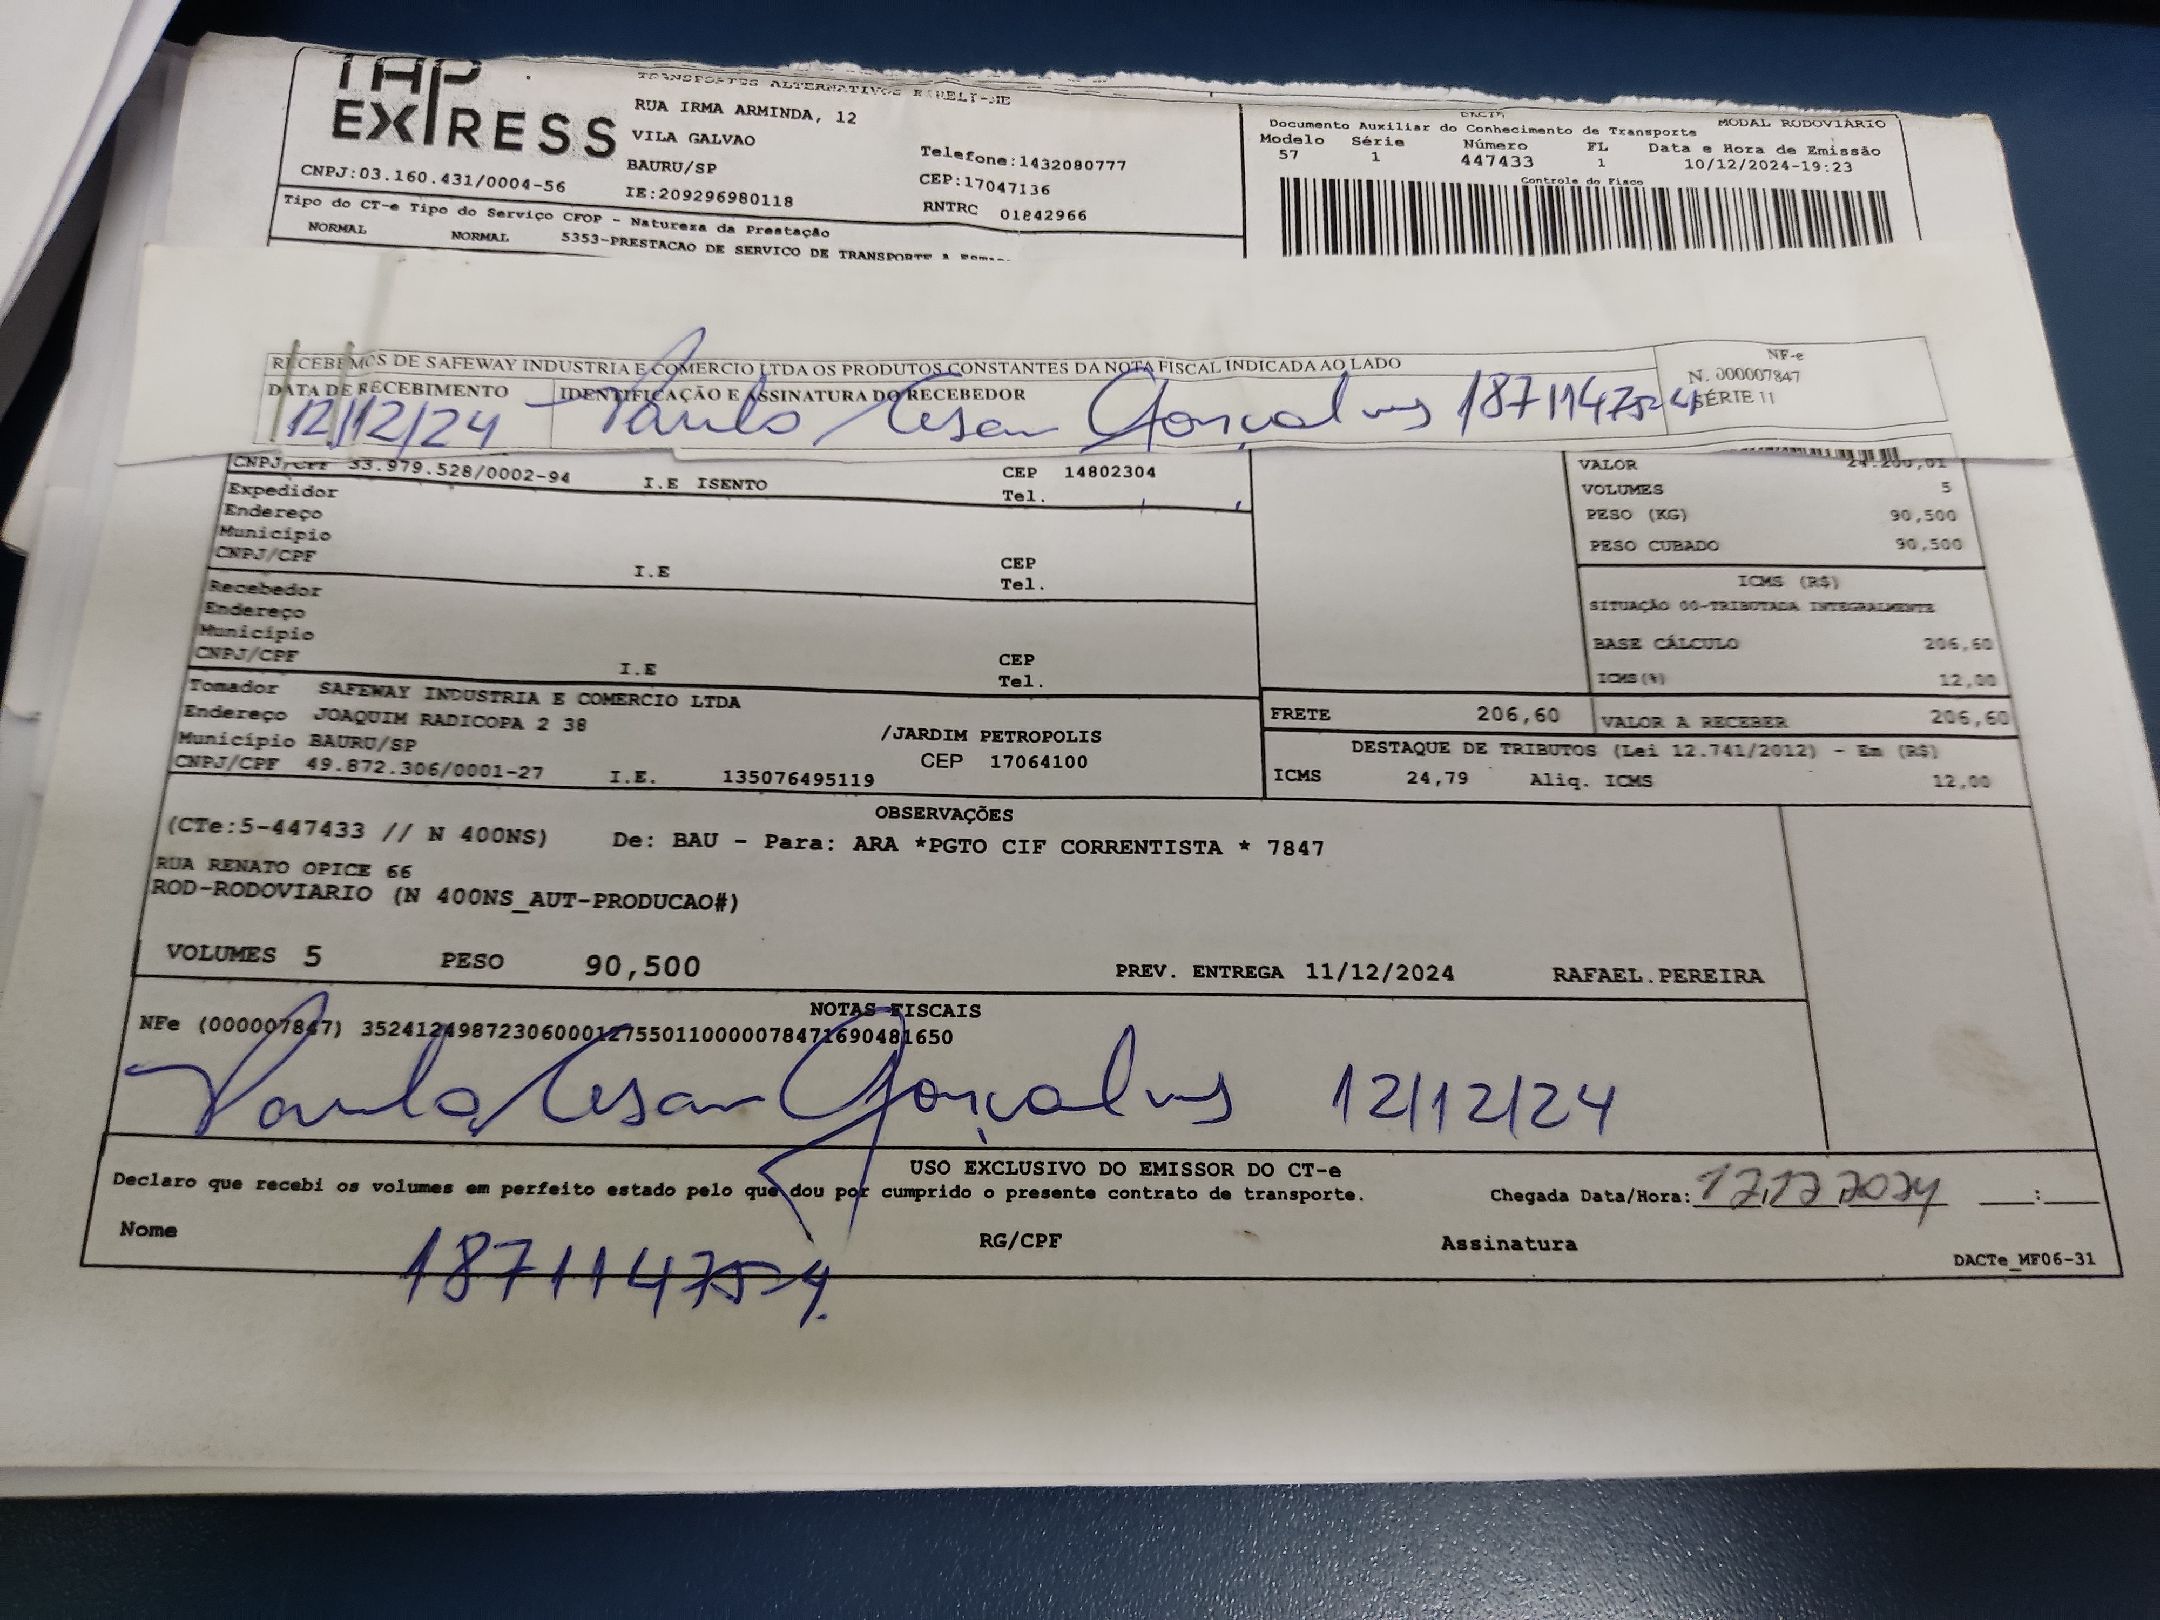 TAP
EXPRESS
TRANSPORTES ALTERNATIVOS EIRELI-ME
RUA IRMA ARMINDA, 12
VILA GALVAO
BAURU/SP
Telefone:1432080777
CEP:17047136
CNPJ:03.160.431/0004-56
IE:209296980118
RNTRC 01842966
DACTE
MODAL RODOVIÁRIO
Documento Auxiliar do Conhecimento de Transporte
Modelo Série Número FL Data e Hora de Emissão
57 1 447433 1 10/12/2024-19:23
Controle do Fisco
Tipo do CT-e Tipo do Serviço CFOP - Natureza da Prestação
NORMAL NORMAL 5353-PRESTACAO DE SERVICO DE TRANSPORTE A
RECEBEMOS DE SAFEWAY INDUSTRIA E COMERCIO LTDA OS PRODUTOS CONSTANTES DA NOTA FISCAL INDICADA AO LADO
NF-e
N. 000007847
SÉRIE 11
DATA DE RECEBIMENTO IDENTIFICAÇÃO E ASSINATURA DO RECEBEDOR
12/12/24 Paulo Cesar Gonçalves 187114754
CNPJ/CPF 33.979.528/0002-94 I.E ISENTO CEP 14802304
Tel.
VALOR 24.200,01
VOLUMES 5
PESO (KG) 90,500
PESO CUBADO 90,500
Expedidor
Endereço
Município
CNPJ/CPF I.E CEP
Tel.
Recebedor
Endereço
Município
CNPJ/CPF I.E CEP
Tel.
ICMS (R$)
SITUAÇÃO 00-TRIBUTADA INTEGRALMENTE
BASE CÁLCULO 206,60
ICMS(%) 12,00
Tomador SAFEWAY INDUSTRIA E COMERCIO LTDA
Endereço JOAQUIM RADICOPA 2 38 /JARDIM PETROPOLIS
Município BAURU/SP CEP 17064100
CNPJ/CPF 49.872.306/0001-27 I.E. 135076495119
FRETE 206,60 VALOR A RECEBER 206,60
DESTAQUE DE TRIBUTOS (Lei 12.741/2012) - Em (R$)
ICMS 24,79 Aliq. ICMS 12,00
OBSERVAÇÕES
(CTe:5-447433 // N 400NS) De: BAU - Para: ARA *PGTO CIF CORRENTISTA * 7847
RUA RENATO OPICE 66
ROD-RODOVIARIO (N 400NS_AUT-PRODUCAO#)
VOLUMES 5 PESO 90,500 PREV. ENTREGA 11/12/2024 RAFAEL.PEREIRA
NOTAS FISCAIS
NFe (000007847) 35241249872306000127550110000078471690481650
Paulo Cesar Gonçalves 12/12/24
USO EXCLUSIVO DO EMISSOR DO CT-e
Declaro que recebi os volumes em perfeito estado pelo que dou por cumprido o presente contrato de transporte.
Chegada Data/Hora: 12/12/2024 __:__
Nome RG/CPF Assinatura
187114754
DACTe_MF06-31